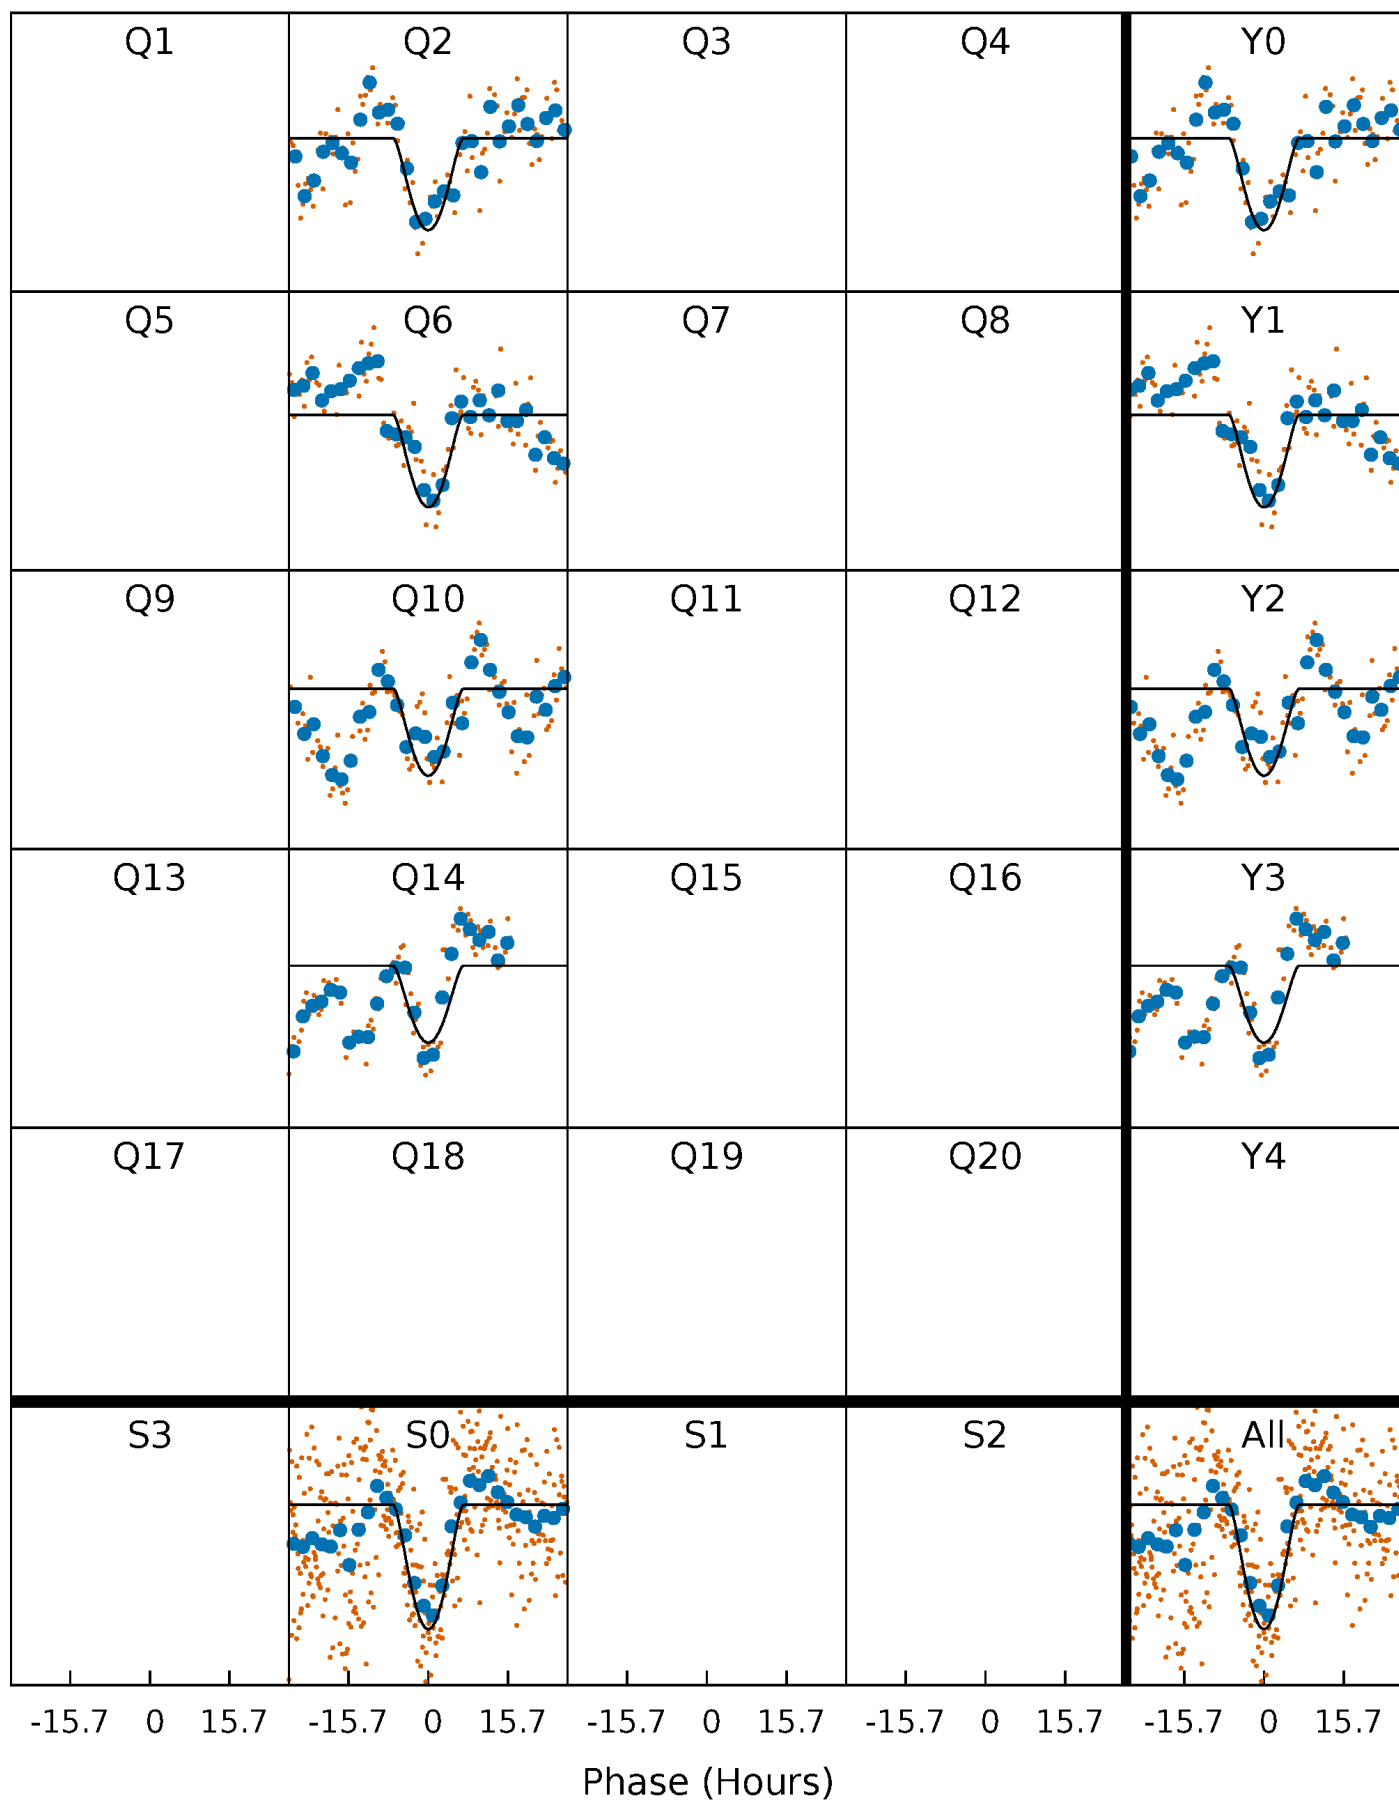 Q1 Q2 Q3 Q4 Y0
Q5 Q6 Q7 Q8 Y1
Q9 Q10 Q11 Q12 Y2
Q13 Q14 Q15 Q16 Y3
Q17 Q18 Q19 Q20 Y4
S3 S0 S1 S2 All
-15.7 0 15.7 -15.7 0 15.7 -15.7 0 15.7 -15.7 0 15.7 -15.7 0 15.7
Phase (Hours)